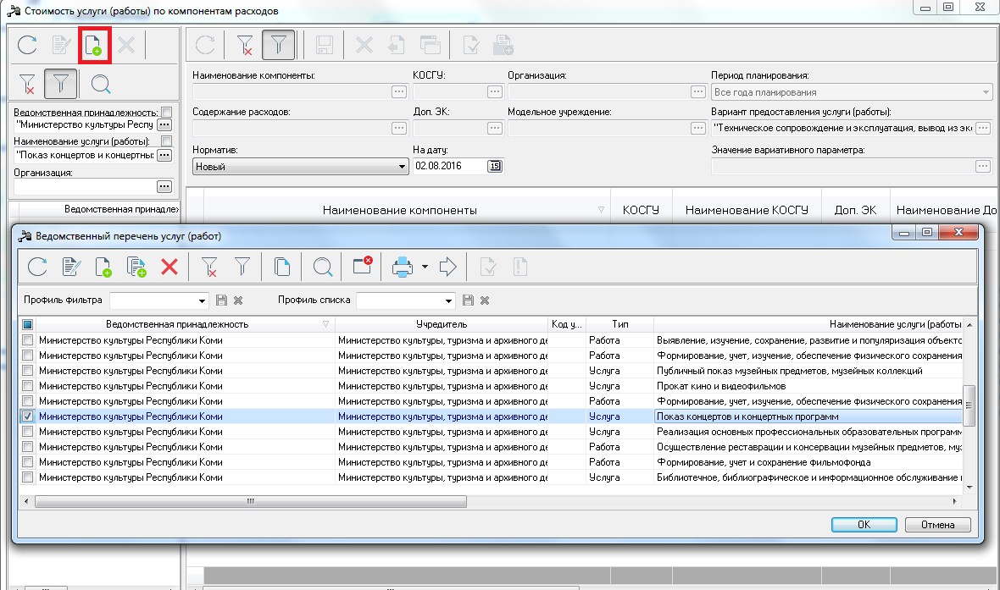 Стоимость услуги (работы) по компонентам расходов
Наименование компоненты: КОСГУ: Организация: Период планирования:
Все года планирования
Ведомственная принадлежность: Содержание расходов: Доп. ЭК: Модельное учреждение: Вариант предоставления услуги (работы):
"Министерство культуры Респу "Техническое сопровождение и эксплуатация, вывод из эк
Наименование услуги (работы): Норматив: На дату: Значение вариативного параметра:
"Показ концертов и концертны Новый 02.08.2016 15
Организация:
Ведомственная принадле Наименование компоненты КОСГУ Наименование КОСГУ Доп. ЭК Наименование До
Ведомственный перечень услуг (работ)
Профиль фильтра Профиль списка
Ведомственная принадлежность Учредитель Код у... Тип Наименование услуги (работы
Министерство культуры Республики Коми Министерство культуры, туризма и архивного де Работа Выявление, изучение, сохранение, развитие и популяризация объекто
Министерство культуры Республики Коми Министерство культуры, туризма и архивного де Работа Формирование, учет, изучение, обеспечение физического сохранения
Министерство культуры Республики Коми Министерство культуры, туризма и архивного де Услуга Публичный показ музейных предметов, музейных коллекций
Министерство культуры Республики Коми Министерство культуры, туризма и архивного де Услуга Прокат кино и видеофильмов
Министерство культуры Республики Коми Министерство культуры, туризма и архивного де Работа Формирование, учет, изучение, обеспечение физического сохранения
Министерство культуры Республики Коми Министерство культуры, туризма и архивного де Услуга Показ концертов и концертных программ
Министерство культуры Республики Коми Министерство культуры, туризма и архивного де Услуга Реализация основных профессиональных образовательных программ
Министерство культуры Республики Коми Министерство культуры, туризма и архивного де Работа Осуществление реставрации и консервации музейных предметов, муз
Министерство культуры Республики Коми Министерство культуры, туризма и архивного де Работа Формирование, учет и сохранение фильмофонда
Министерство культуры Республики Коми Министерство культуры, туризма и архивного де Услуга Библиотечное, библиографическое и информационное обслуживание
OK Отмена